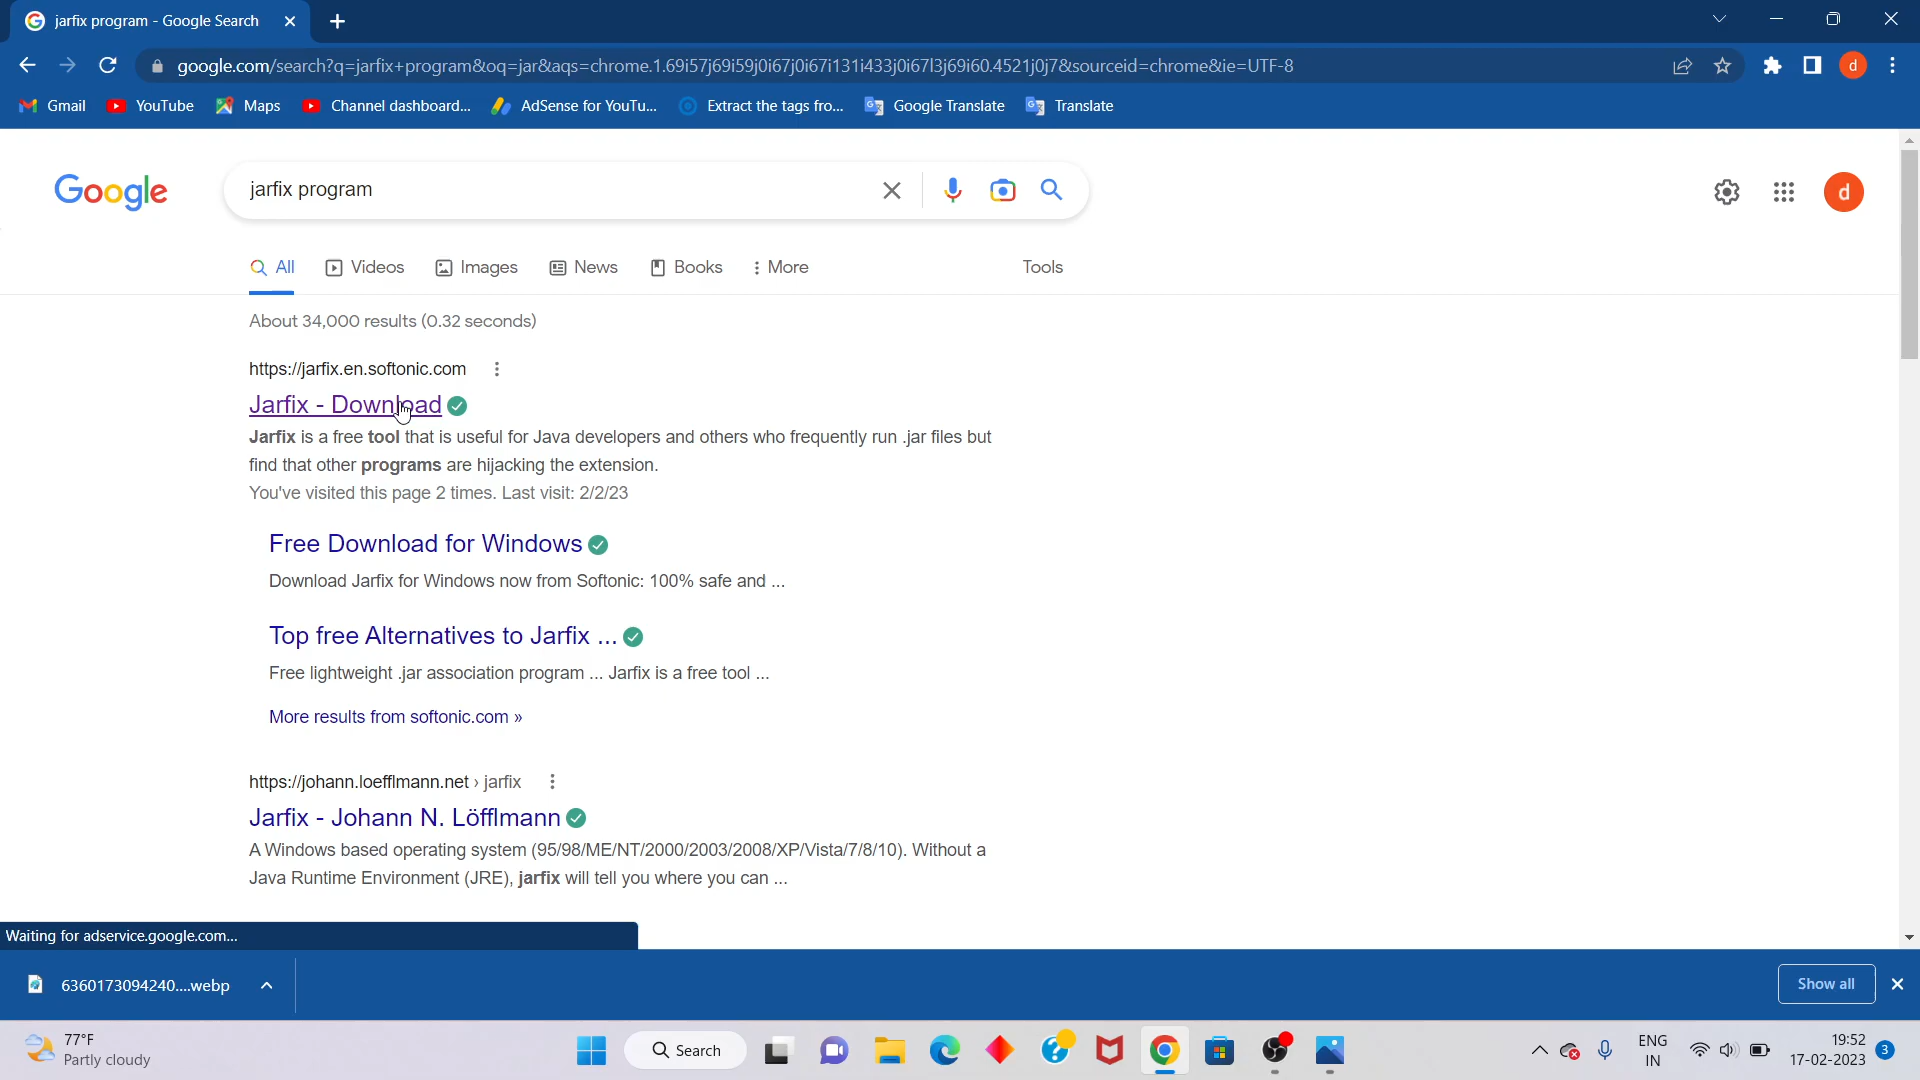 jarfix program - Google Search
google.com/search?q=jarfix+program&oq=jar&aqs=chrome.1.69i57j69i59j0i67j0i67i131i433j0i67l3j69i60.4521j0j7&sourceid=chrome&ie=UTF-8
d
Gmail YouTube Maps Channel dashboard... AdSense for YouTu... Extract the tags fro... Google Translate Translate
Google
jarfix program
d
All Videos Images News Books More Tools
About 34,000 results (0.32 seconds)
https://jarfix.en.softonic.com
Jarfix - Download
Jarfix is a free tool that is useful for Java developers and others who frequently run .jar files but
find that other programs are hijacking the extension.
You've visited this page 2 times. Last visit: 2/2/23
Free Download for Windows
Download Jarfix for Windows now from Softonic: 100% safe and ...
Top free Alternatives to Jarfix ...
Free lightweight .jar association program ... Jarfix is a free tool ...
More results from softonic.com »
https://johann.loefflmann.net › jarfix
Jarfix - Johann N. Löfflmann
A Windows based operating system (95/98/ME/NT/2000/2003/2008/XP/Vista/7/8/10). Without a
Java Runtime Environment (JRE), jarfix will tell you where you can ...
Waiting for adservice.google.com...
6360173094240....webp
Show all
77°F
Partly cloudy
Search
ENG
IN
19:52
17-02-2023
3